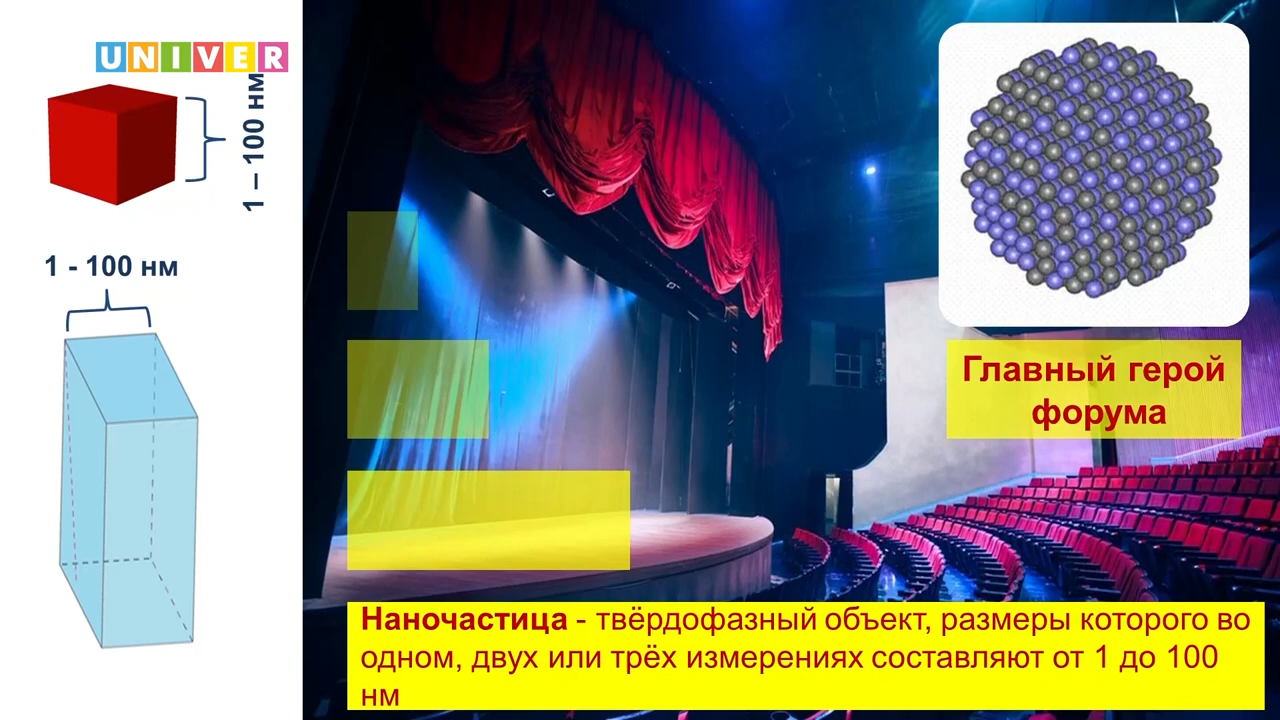 UNIVER
1 – 100 нм
1 - 100 нм
Главный герой
форума
Наночастица - твёрдофазный объект, размеры которого во
одном, двух или трёх измерениях составляют от 1 до 100
нм